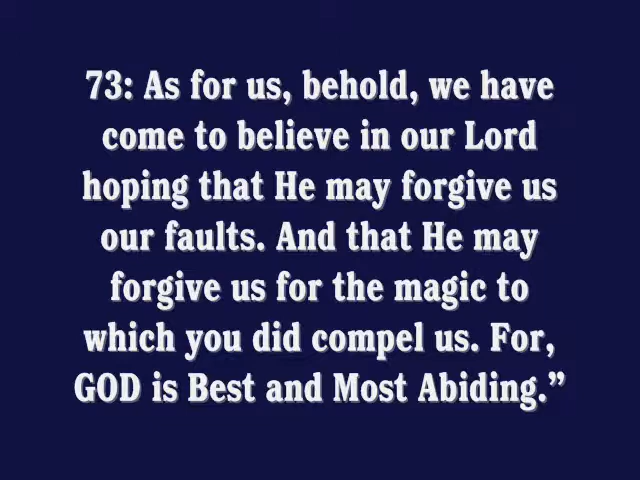 73: As for us, behold, we have
come to believe in our Lord
hoping that He may forgive us
our faults. And that He may
forgive us for the magic to
which you did compel us. For,
GOD is Best and Most Abiding.”